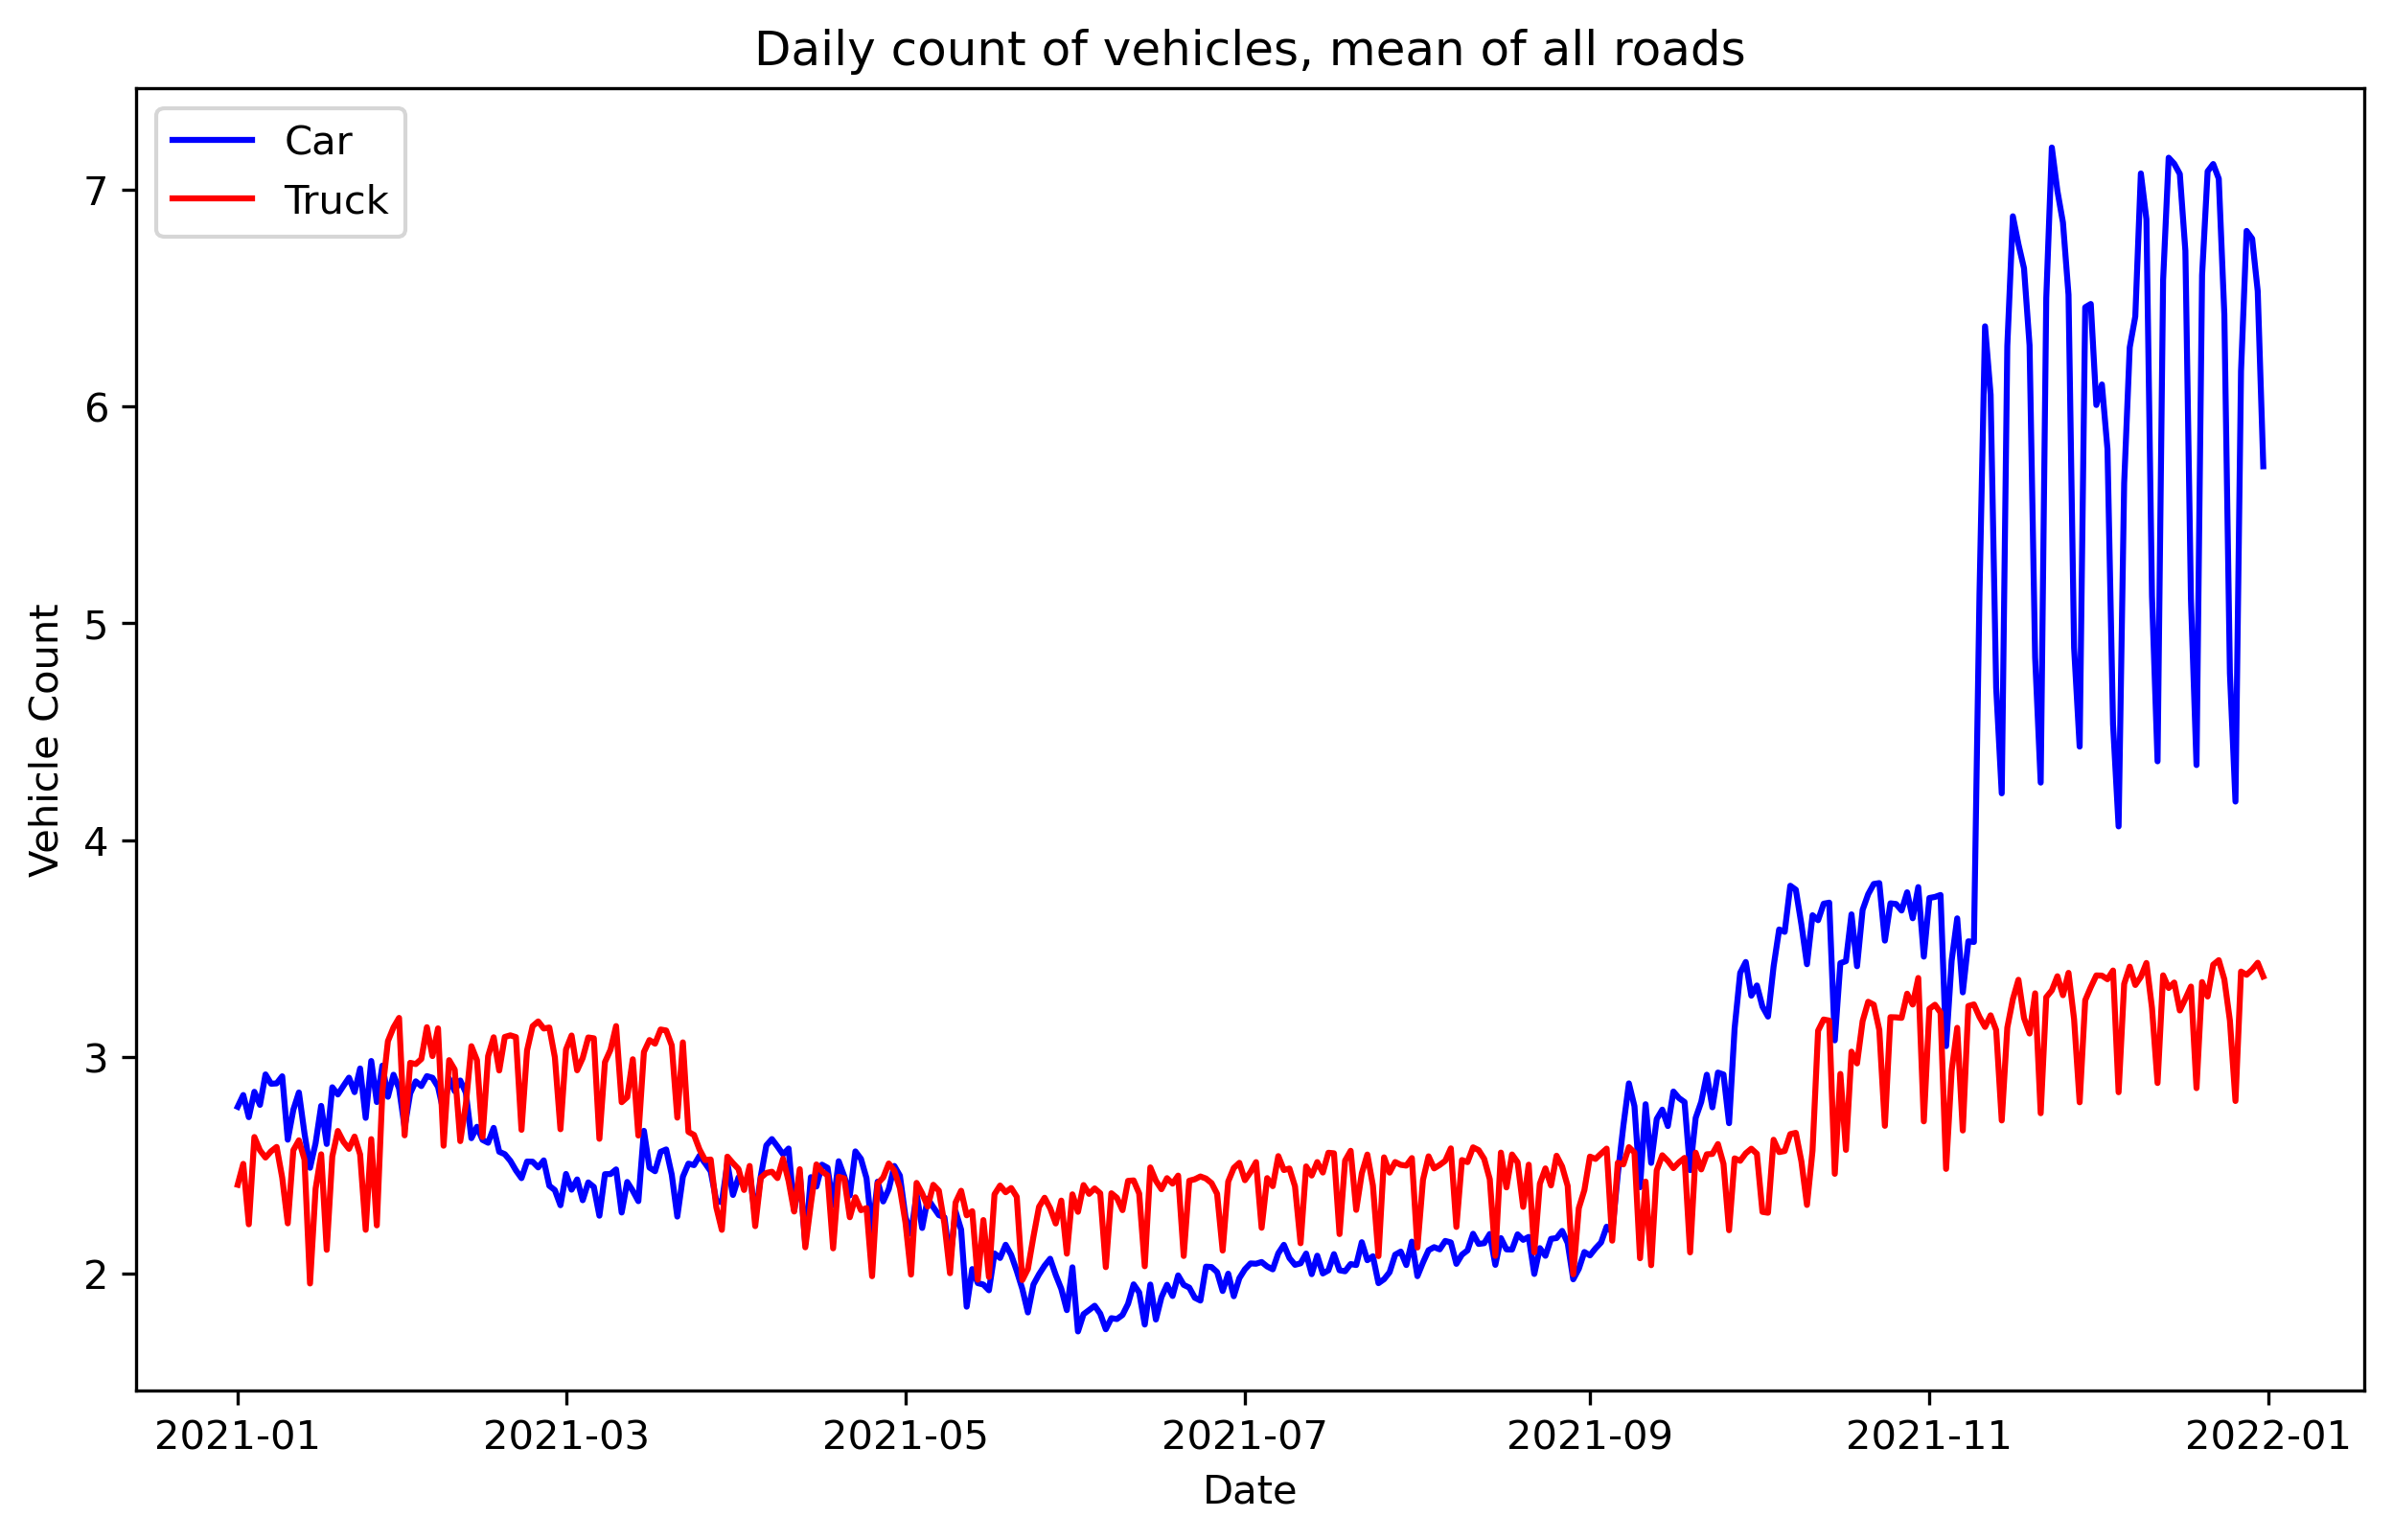 Daily count of vehicles, mean of all roads
Car
Truck
7
6
5
4
3
2
Vehicle Count
2021-01 2021-03 2021-05 2021-07 2021-09 2021-11 2022-01
Date